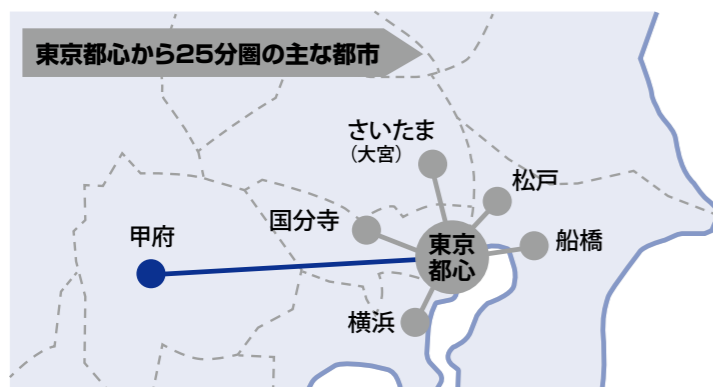 東京都心から25分圏の主な都市
さいたま
（大宮）
松戸
国分寺
甲府
東京
都心
船橋
横浜